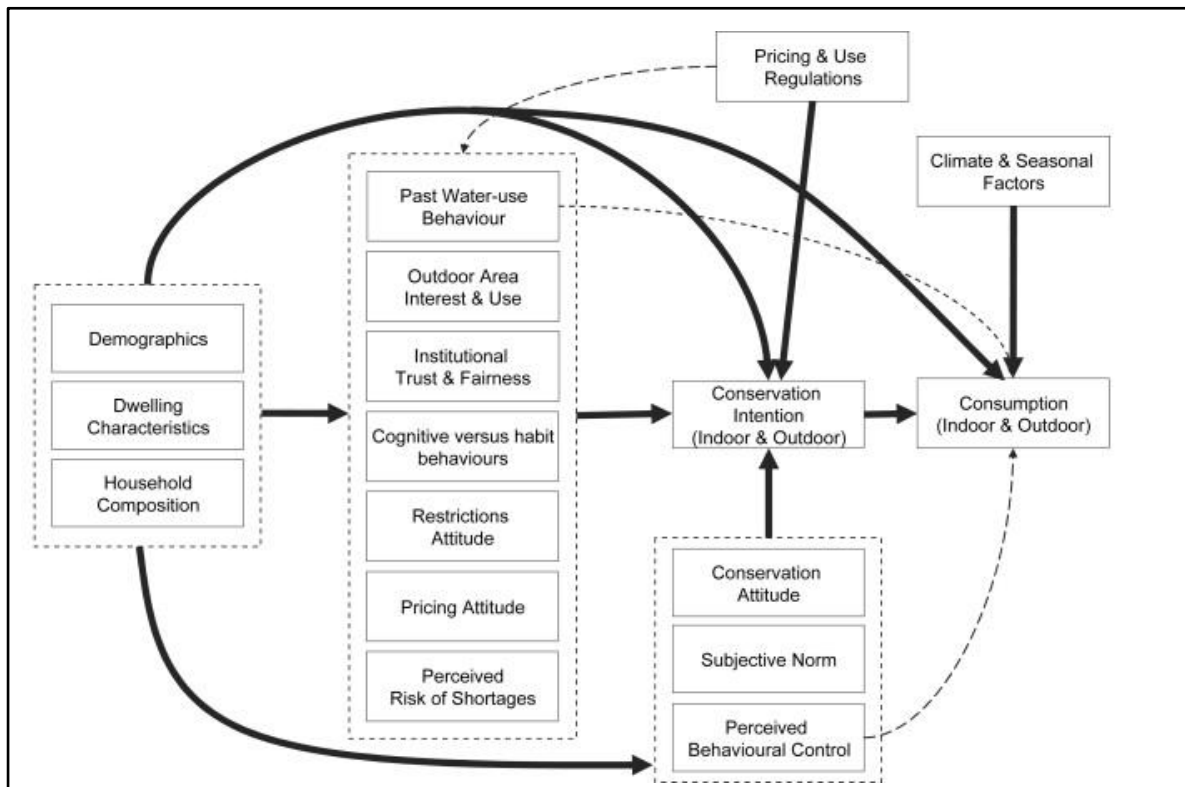 Pricing & Use
Regulations
Climate & Seasonal
Factors
Past Water-use
Behaviour
Outdoor Area
Interest & Use
Institutional
Trust & Fairness
Cognitive versus habit
behaviours
Restrictions
Attitude
Pricing Attitude
Perceived
Risk of Shortages
Demographics
Dwelling
Characteristics
Household
Composition
Conservation
Intention
(Indoor & Outdoor)
Consumption
(Indoor & Outdoor)
Conservation
Attitude
Subjective Norm
Perceived
Behavioural Control